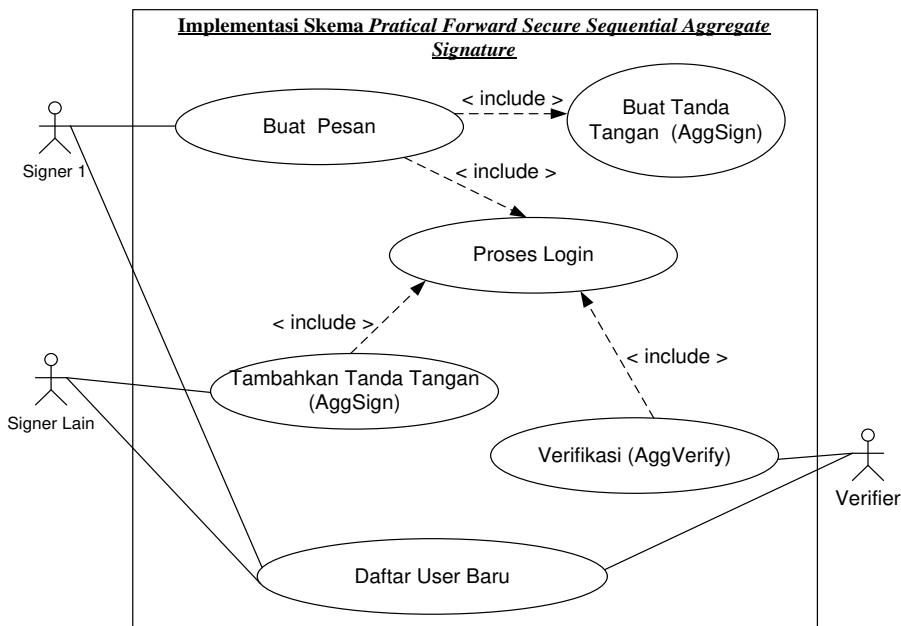 Implementasi Skema Pratical Forward Secure Sequential Aggregate
Signature
< include >
Buat Pesan
Buat Tanda
Tangan (AggSign)
Signer 1
< include >
Proses Login
< include >
< include >
Tambahkan Tanda Tangan
(AggSign)
Signer Lain
Verifikasi (AggVerify)
Verifier
Daftar User Baru